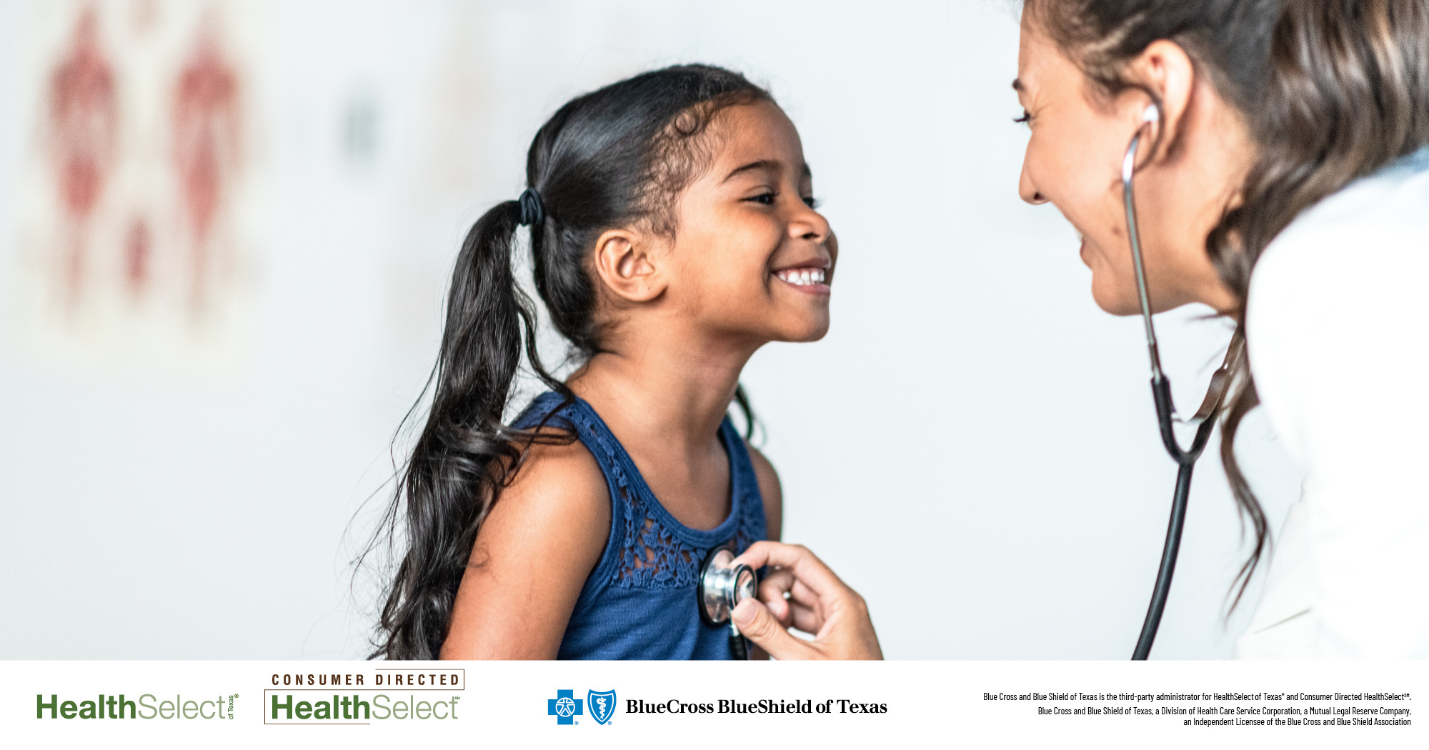 HealthSelect of Texas®
CONSUMER DIRECTED
HealthSelect℠
BlueCross BlueShield of Texas
Blue Cross and Blue Shield of Texas is the third-party administrator for HealthSelect of Texas® and Consumer Directed HealthSelect℠.
Blue Cross and Blue Shield of Texas, a Division of Health Care Service Corporation, a Mutual Legal Reserve Company,
an Independent Licensee of the Blue Cross and Blue Shield Association